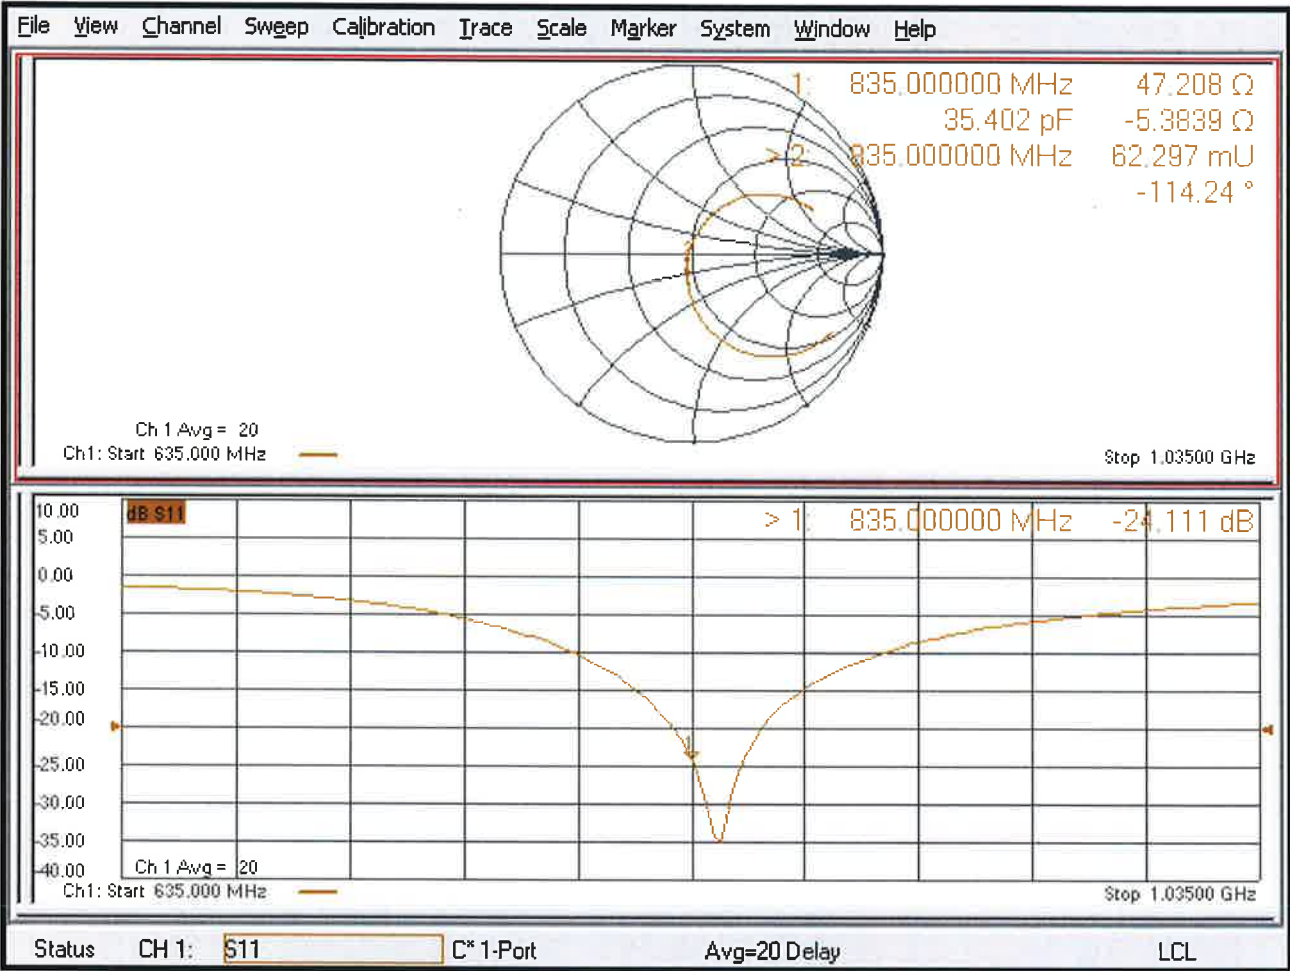 File View Channel Sweep Calibration Trace Scale Marker System Window Help
1: 835.000000 MHz 47.208 Ω
35.402 pF -5.3839 Ω
> 2: 835.000000 MHz 62.297 mU
-114.24 °
Ch 1 Avg = 20
Ch1: Start 635.000 MHz
Stop 1.03500 GHz
10.00
dB S11
> 1: 835.000000 MHz -24.111 dB
5.00
0.00
-5.00
-10.00
-15.00
-20.00
-25.00
-30.00
-35.00
-40.00
1
Ch 1 Avg = 20
Ch1: Start 635.000 MHz
Stop 1.03500 GHz
Status CH 1: S11 C* 1-Port Avg=20 Delay LCL